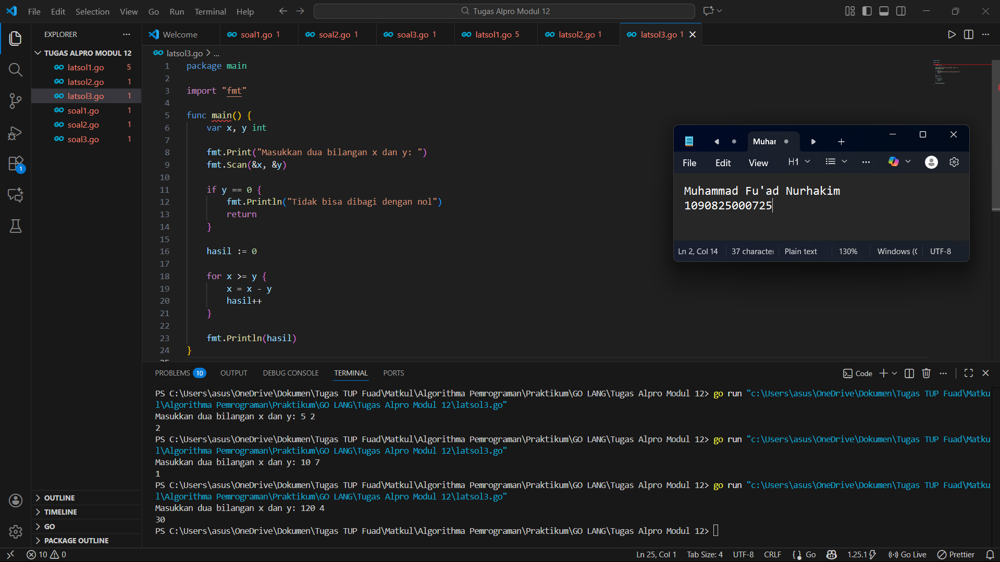 File Edit Selection View Go Run Terminal Help
Tugas Alpro Modul 12
EXPLORER
TUGAS ALPRO MODUL 12
latsol1.go 5
latsol2.go 1
latsol3.go 1
soal1.go 1
soal2.go 1
soal3.go 1
OUTLINE
TIMELINE
GO
PACKAGE OUTLINE
Welcome
soal1.go 1
soal2.go 1
soal3.go 1
latsol1.go 5
latsol2.go 1
latsol3.go 1
latsol3.go > ...
1 package main
2
3 import "fmt"
4
5 func main() {
6 var x, y int
7
8 fmt.Print("Masukkan dua bilangan x dan y: ")
9 fmt.Scan(&x, &y)
10
11 if y == 0 {
12 fmt.Println("Tidak bisa dibagi dengan nol")
13 return
14 }
15
16 hasil := 0
17
18 for x >= y {
19 x = x - y
20 hasil++
21 }
22
23 fmt.Println(hasil)
24 }
25
Muhar
File Edit View H1
Muhammad Fu'ad Nurhakim
1090825000725
Ln 2, Col 14 37 character Plain text 130% Windows (C UTF-8
PROBLEMS 10 OUTPUT DEBUG CONSOLE TERMINAL PORTS
Code
PS C:\Users\asus\OneDrive\Dokumen\Tugas TUP Fuad\Matkul\Algorithma Pemrograman\Praktikum\GO LANG\Tugas Alpro Modul 12> go run "c:\Users\asus\OneDrive\Dokumen\Tugas TUP Fuad\Matku
l\Algorithma Pemrograman\Praktikum\GO LANG\Tugas Alpro Modul 12\latsol3.go"
Masukkan dua bilangan x dan y: 5 2
2
PS C:\Users\asus\OneDrive\Dokumen\Tugas TUP Fuad\Matkul\Algorithma Pemrograman\Praktikum\GO LANG\Tugas Alpro Modul 12> go run "c:\Users\asus\OneDrive\Dokumen\Tugas TUP Fuad\Matku
l\Algorithma Pemrograman\Praktikum\GO LANG\Tugas Alpro Modul 12\latsol3.go"
Masukkan dua bilangan x dan y: 10 7
1
PS C:\Users\asus\OneDrive\Dokumen\Tugas TUP Fuad\Matkul\Algorithma Pemrograman\Praktikum\GO LANG\Tugas Alpro Modul 12> go run "c:\Users\asus\OneDrive\Dokumen\Tugas TUP Fuad\Matku
l\Algorithma Pemrograman\Praktikum\GO LANG\Tugas Alpro Modul 12\latsol3.go"
Masukkan dua bilangan x dan y: 120 4
30
PS C:\Users\asus\OneDrive\Dokumen\Tugas TUP Fuad\Matkul\Algorithma Pemrograman\Praktikum\GO LANG\Tugas Alpro Modul 12>
10 0
Ln 25, Col 1 Tab Size: 4 UTF-8 CRLF {} Go 1.25.1 Go Live Prettier